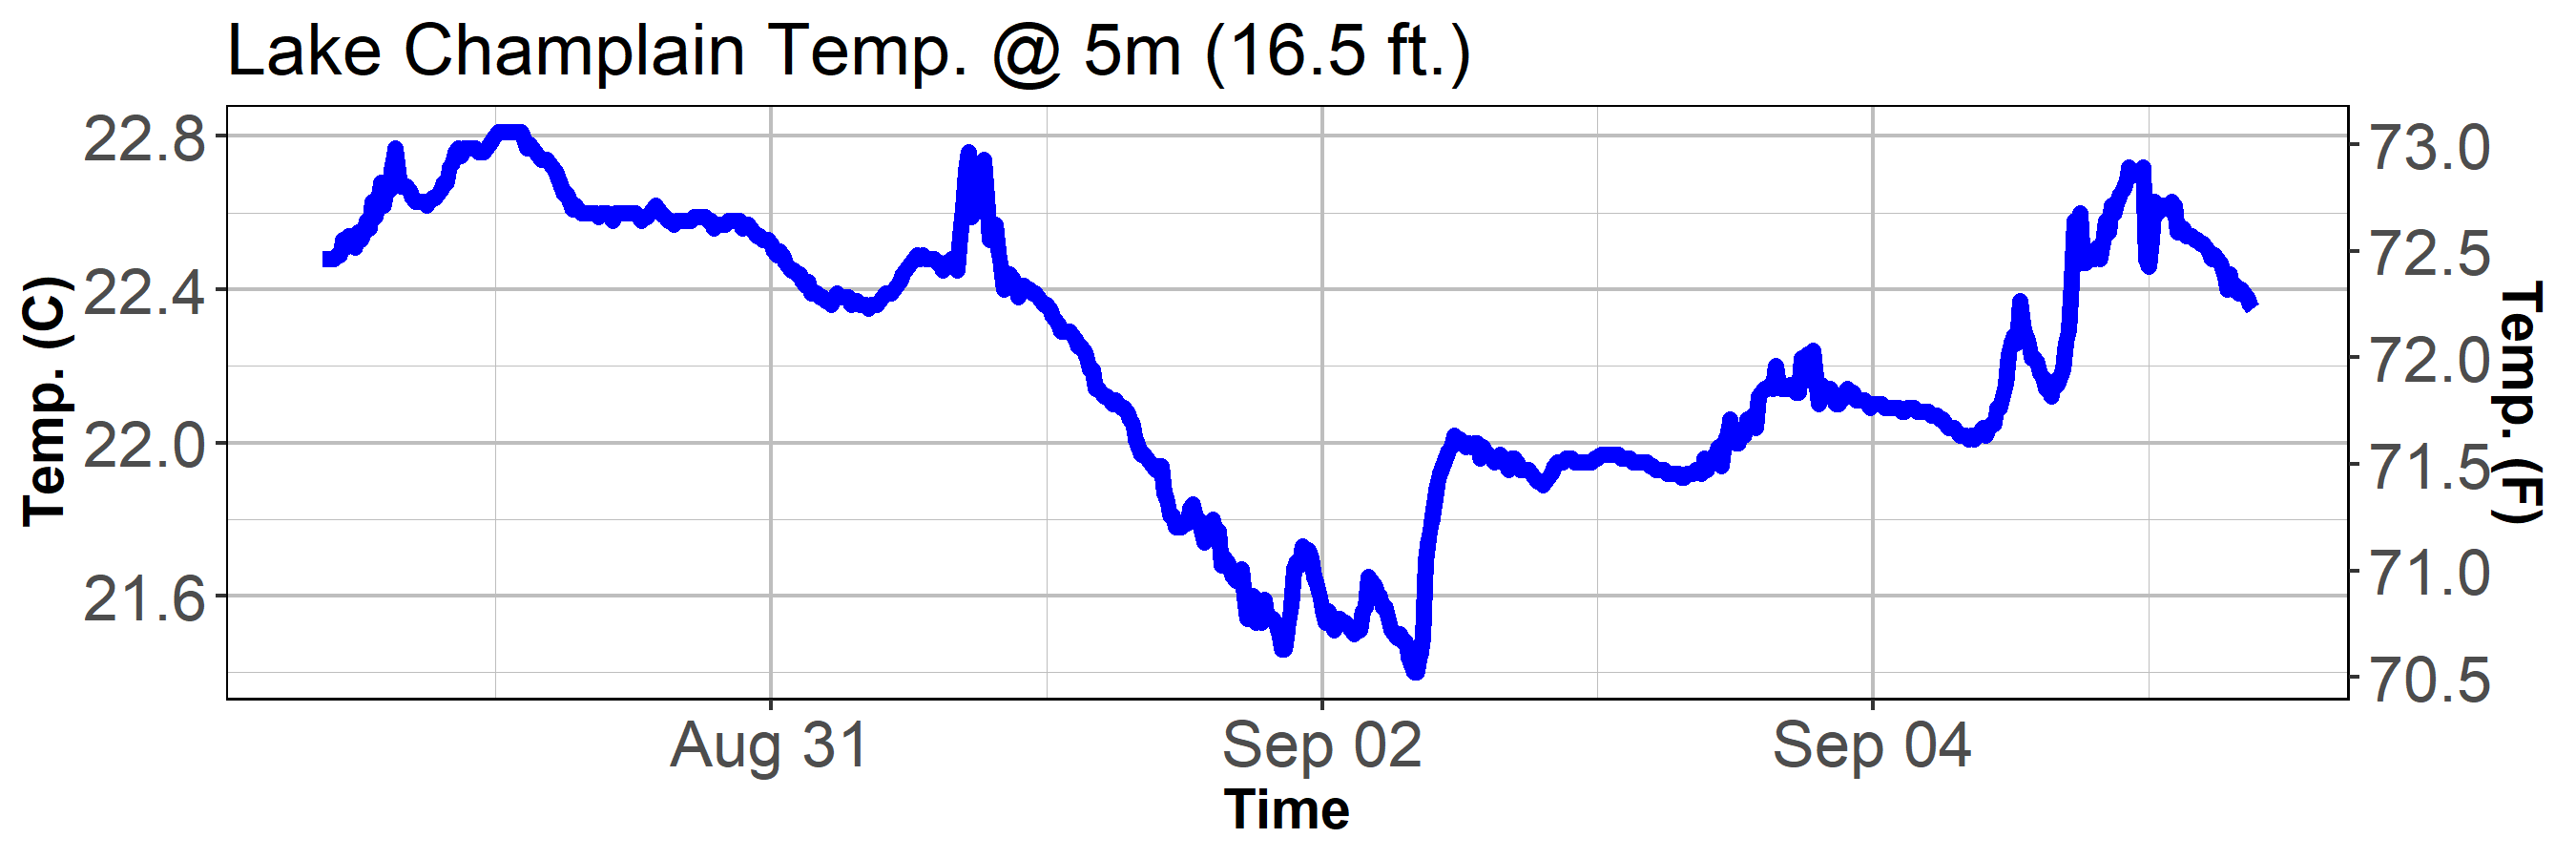 Lake Champlain Temp. @ 5m (16.5 ft.)
Temp. (C)
22.8
22.4
22.0
21.6
73.0
72.5
72.0
71.5
71.0
70.5
Temp. (F)
Aug 31 Sep 02 Sep 04
Time